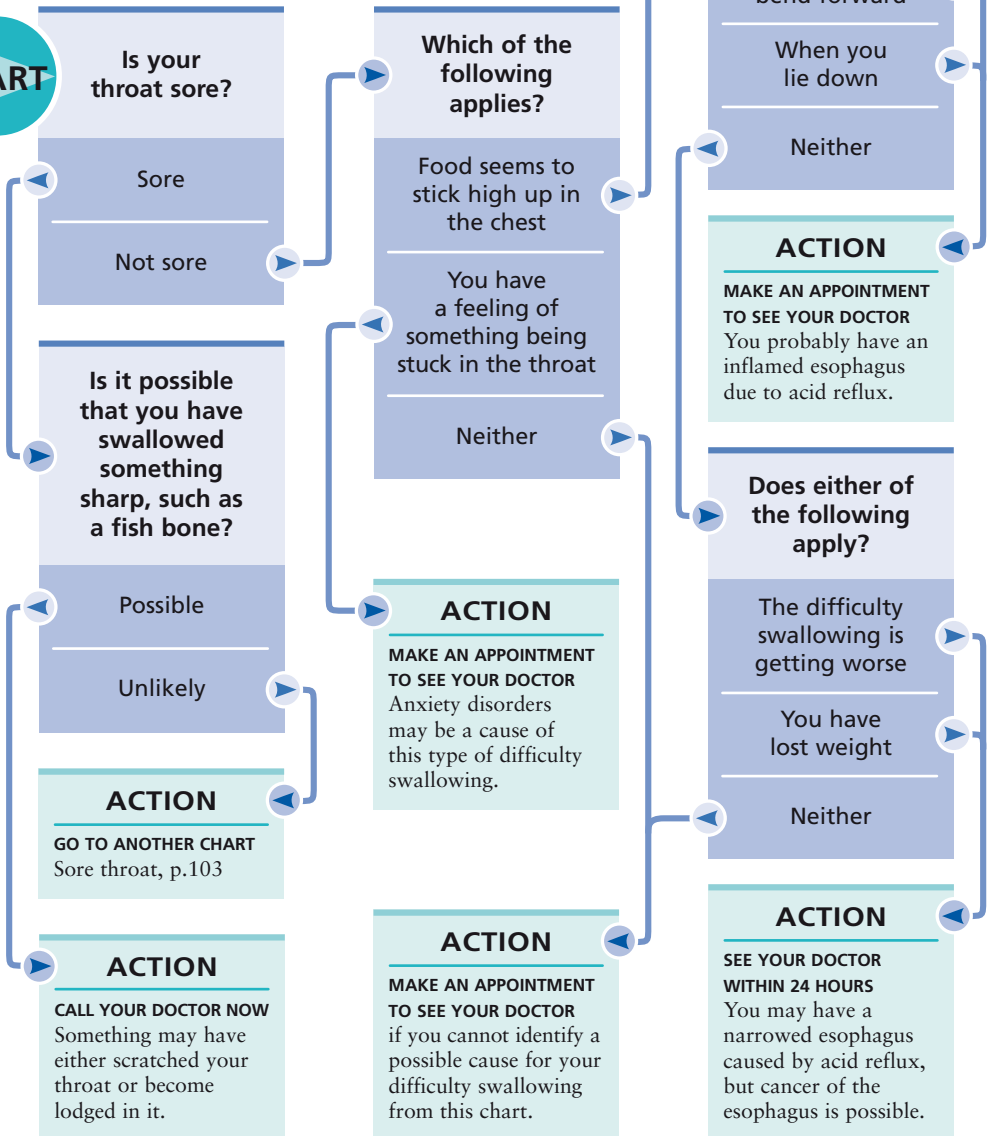 ART
Is your
throat sore?
Sore
Not sore
Is it possible
that you have
swallowed
something
sharp, such as
a fish bone?
Possible
Unlikely
ACTION
GO TO ANOTHER CHART
Sore throat, p.103
ACTION
CALL YOUR DOCTOR NOW
Something may have
either scratched your
throat or become
lodged in it.
Which of the
following
applies?
Food seems to
stick high up in
the chest
You have
a feeling of
something being
stuck in the throat
Neither
ACTION
MAKE AN APPOINTMENT
TO SEE YOUR DOCTOR
Anxiety disorders
may be a cause of
this type of difficulty
swallowing.
ACTION
MAKE AN APPOINTMENT
TO SEE YOUR DOCTOR
if you cannot identify a
possible cause for your
difficulty swallowing
from this chart.
bend forward
When you
lie down
Neither
ACTION
MAKE AN APPOINTMENT
TO SEE YOUR DOCTOR
You probably have an
inflamed esophagus
due to acid reflux.
Does either of
the following
apply?
The difficulty
swallowing is
getting worse
You have
lost weight
Neither
ACTION
SEE YOUR DOCTOR
WITHIN 24 HOURS
You may have a
narrowed esophagus
caused by acid reflux,
but cancer of the
esophagus is possible.